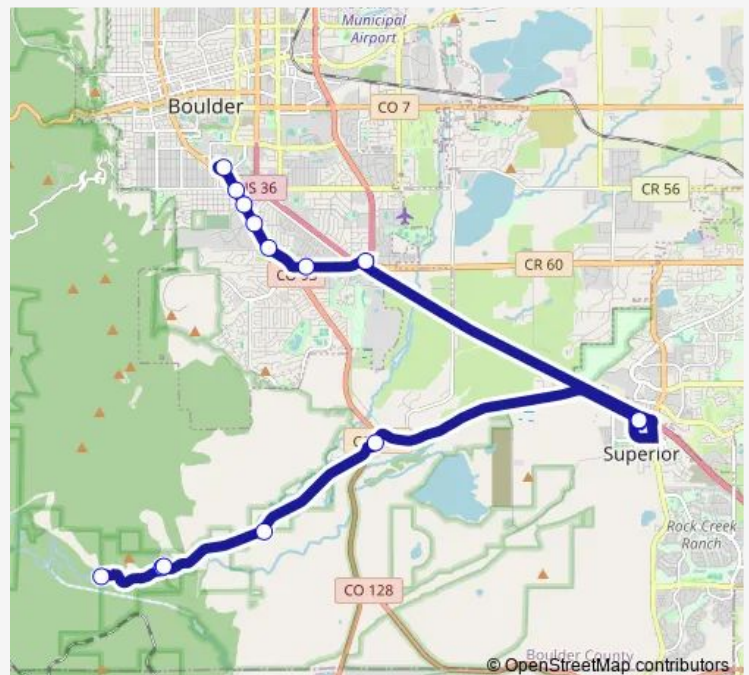 Municipal
Airport
Boulder
CO 7
US 36
CR 56
CR 60
CO 93
Superior
Rock Creek
Ranch
CO 128
Boulder County
© OpenStreetMap contributors